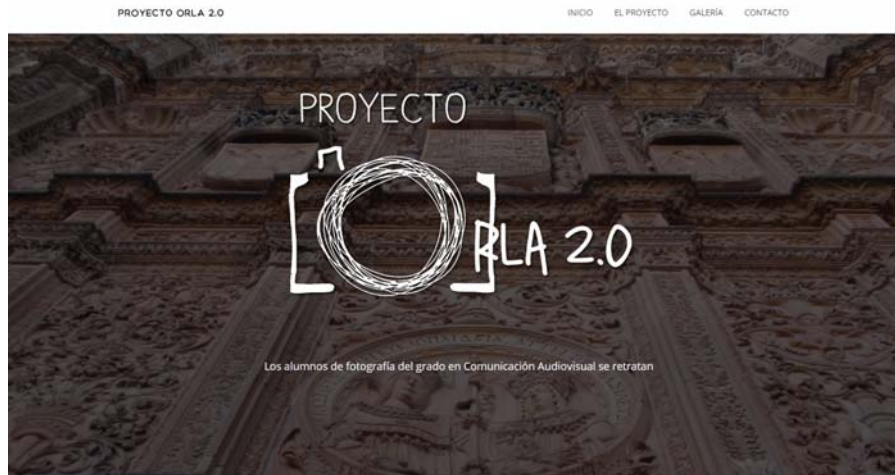 PROYECTO ORLA 2.0
INICIO EL PROYECTO GALERÍA CONTACTO
PROYECTO
ORLA 2.0
Los alumnos de fotografía del grado en Comunicación Audiovisual se retratan